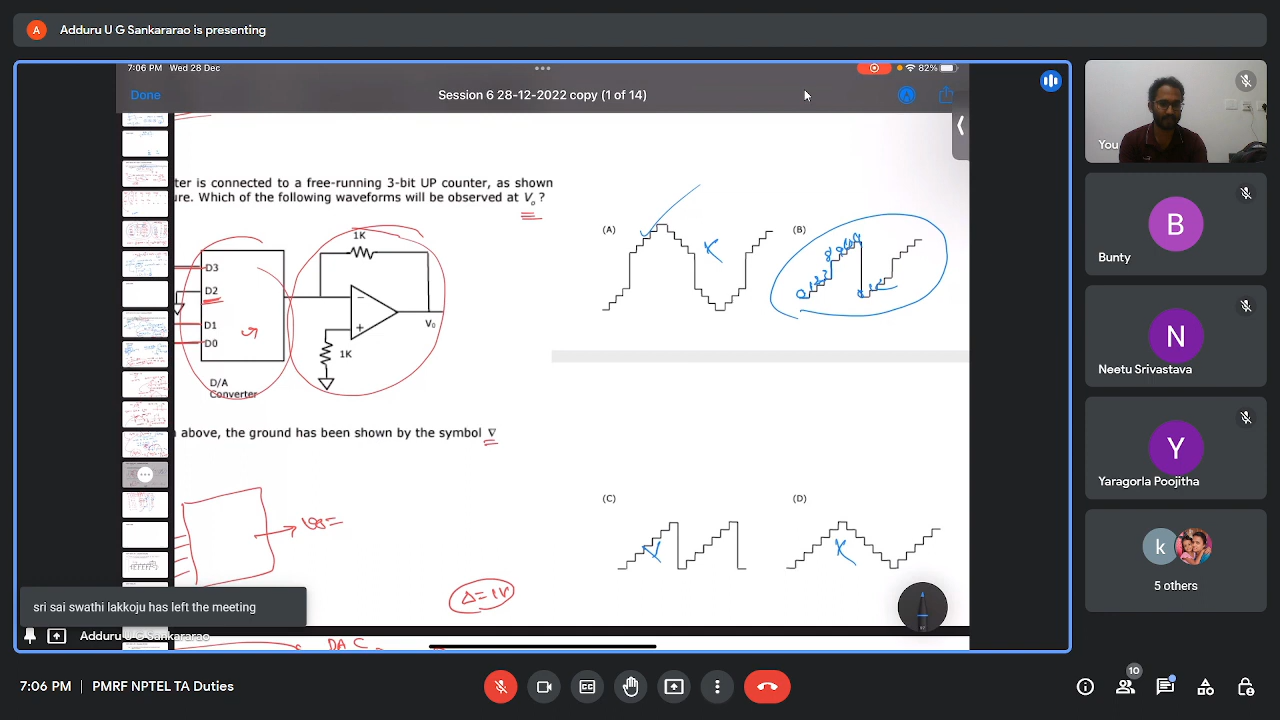 A Adduru U G Sankararao is presenting
7:06 PM Wed 28 Dec
82%
Done
Session 6 28-12-2022 copy (1 of 14)
ter is connected to a free-running 3-bit UP counter, as shown
ure. Which of the following waveforms will be observed at Vo ?
1K
D3
D2
D1
D0
1K
Vo
D/A
Converter
(A)
(B)
above, the ground has been shown by the symbol ∇
(C)
(D)
Δ=1V
DAC
sri sai swathi lakkoju has left the meeting
Adduru U G Sankararao
You
B
Bunty
N
Neetu Srivastava
Y
Yaragorla Poojitha
k
5 others
7:06 PM | PMRF NPTEL TA Duties
10